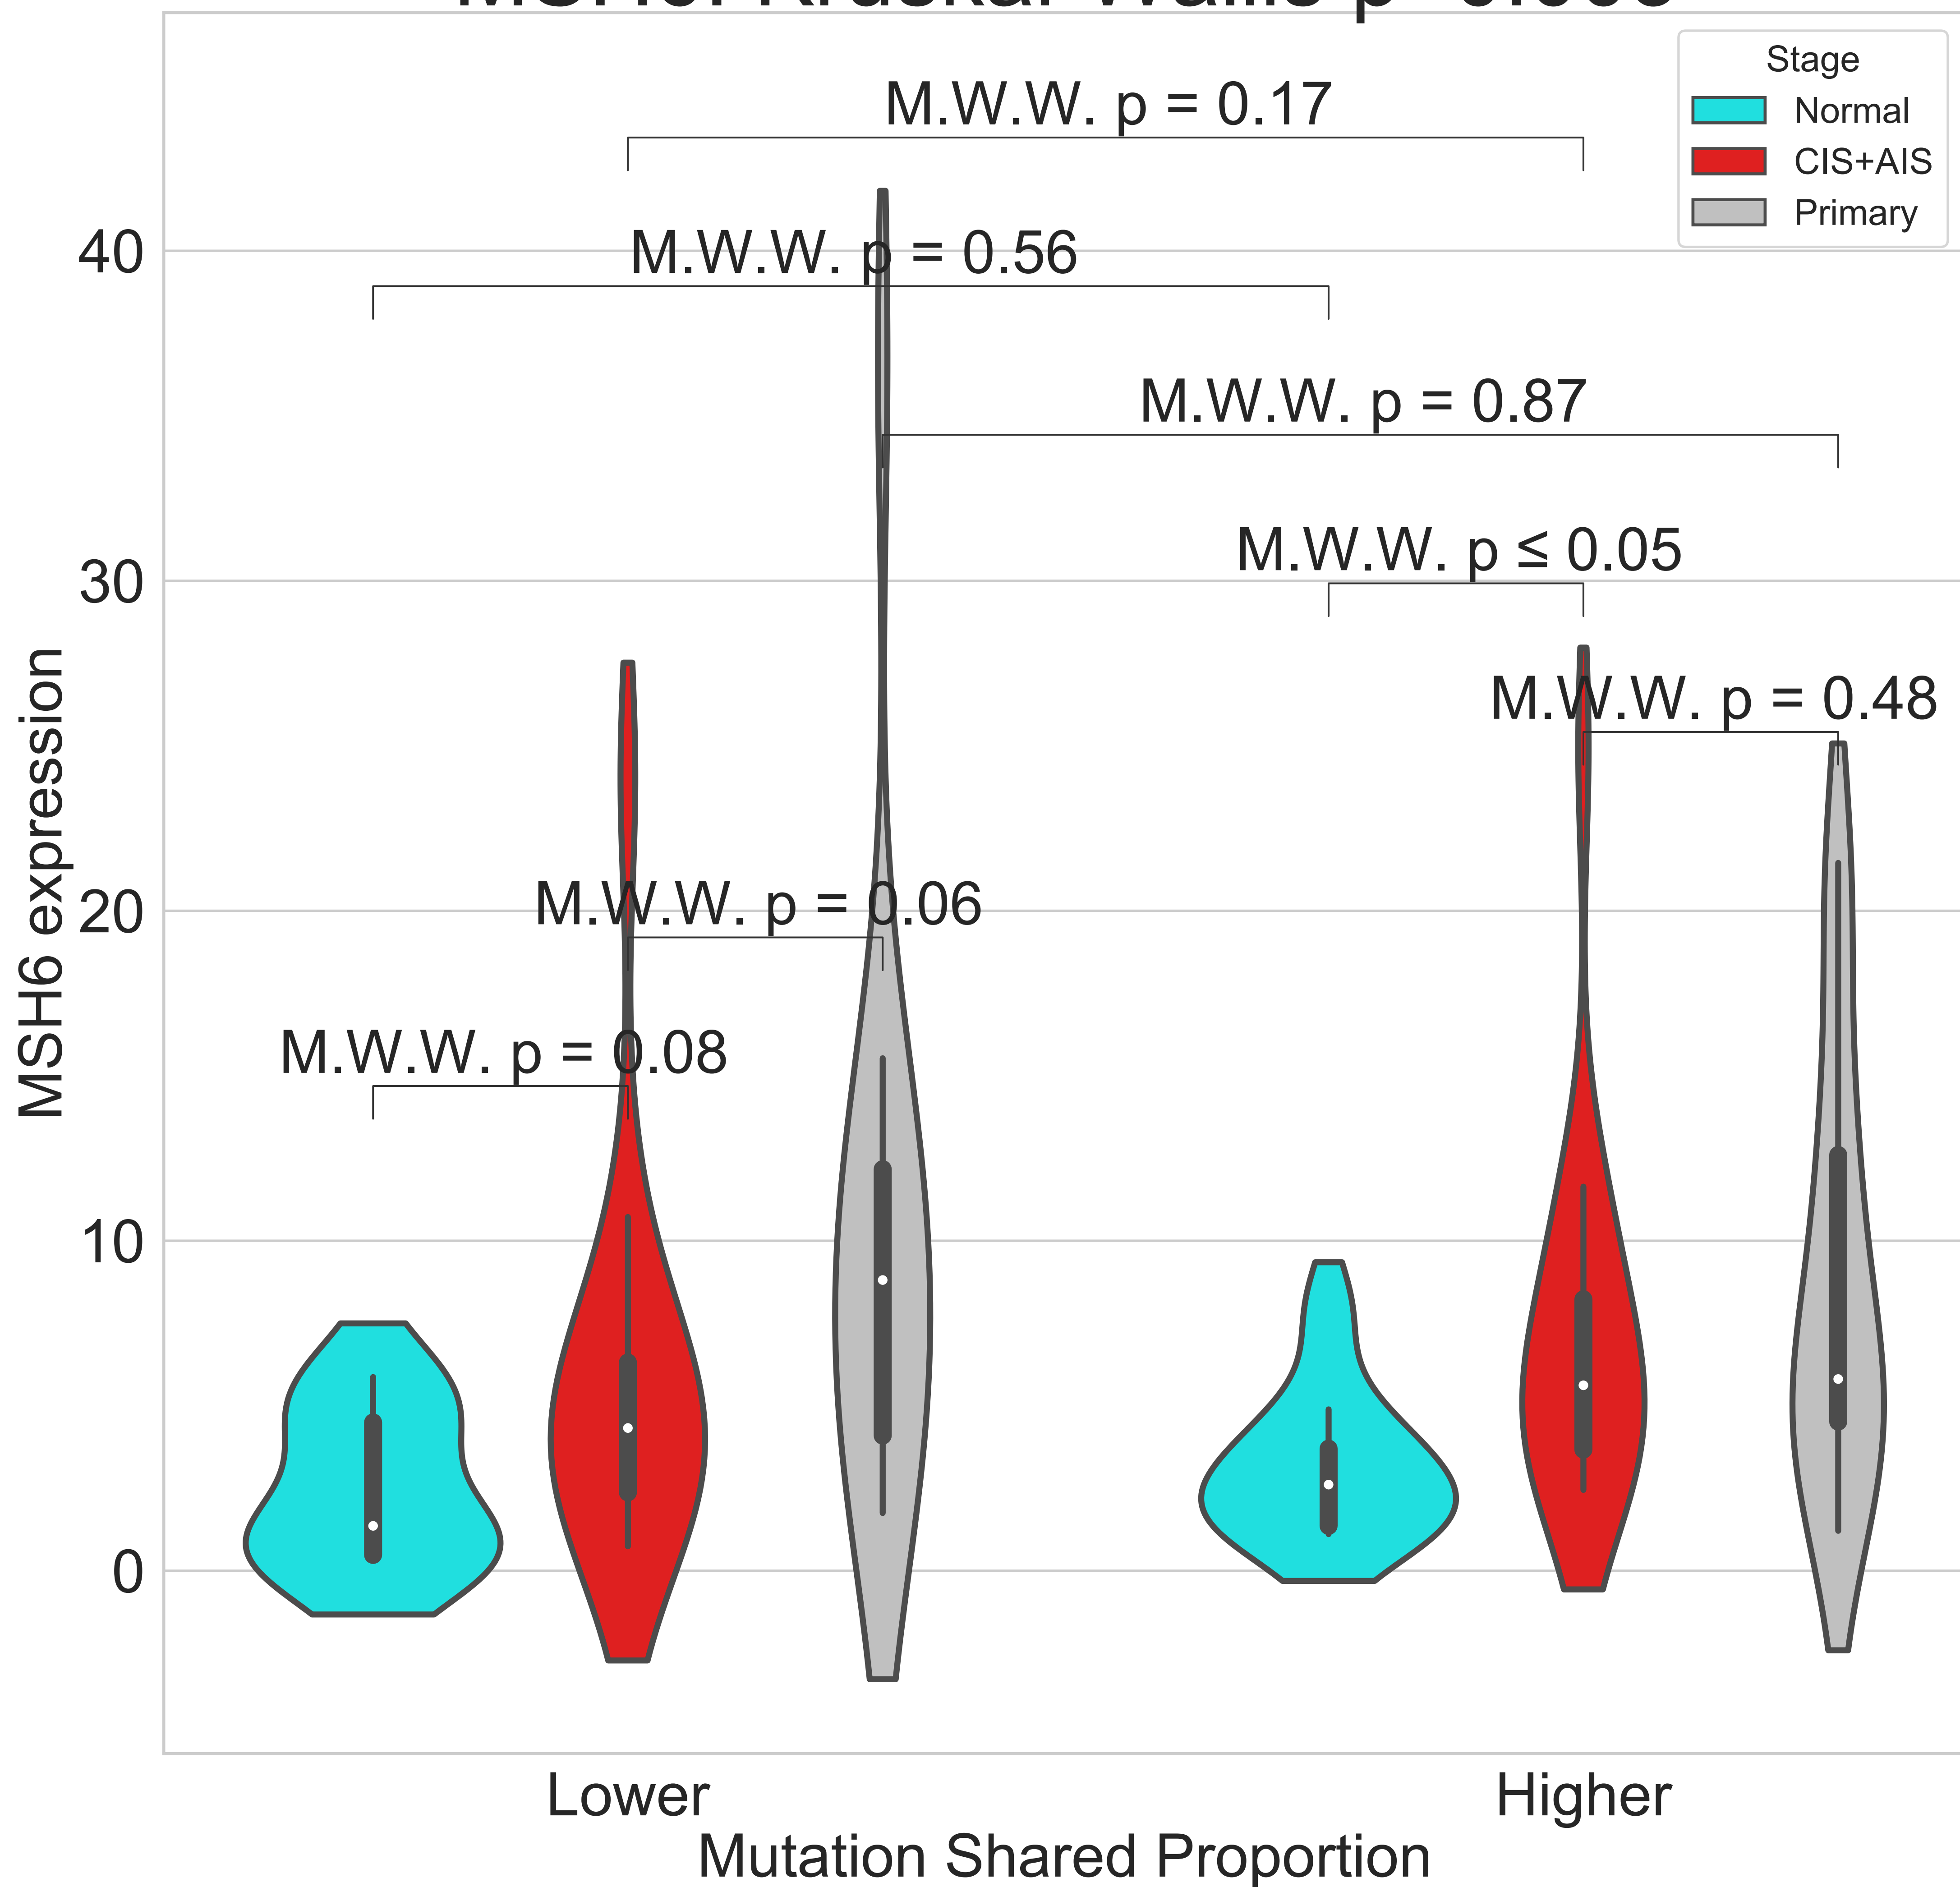 Stage
Normal
CIS+AIS
Primary
M.W.W. p = 0.17
M.W.W. p = 0.56
M.W.W. p = 0.87
M.W.W. p ≤ 0.05
M.W.W. p = 0.48
M.W.W. p = 0.06
M.W.W. p = 0.08
40
30
20
10
0
MSH6 expression
Lower
Higher
Mutation Shared Proportion